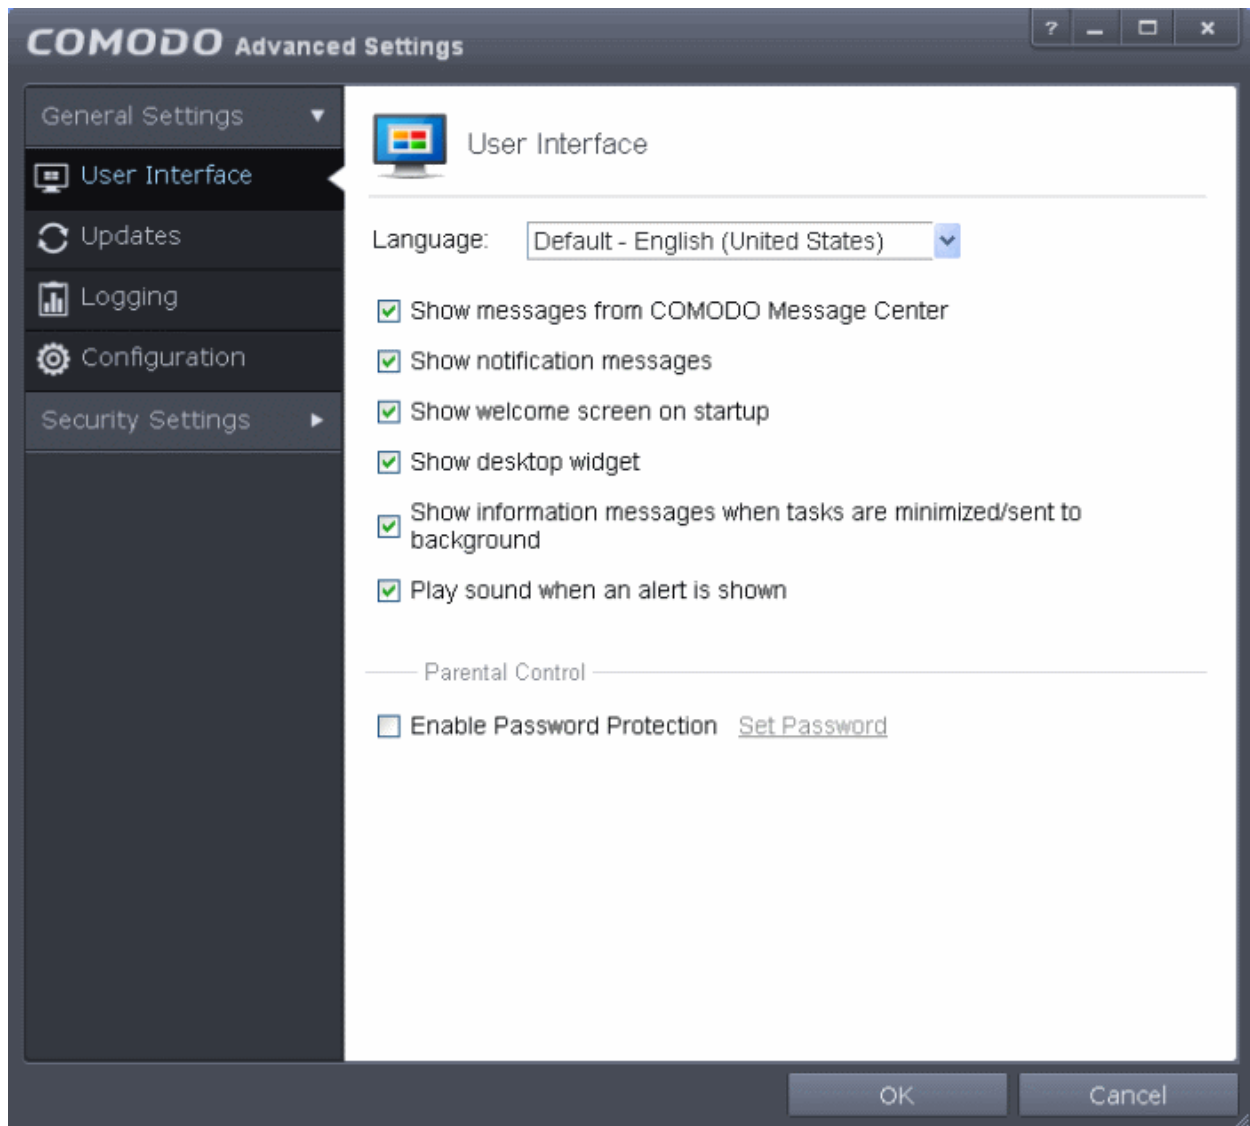 COMODO Advanced Settings
?
General Settings
User Interface
Updates
Logging
Configuration
Security Settings
User Interface
Language: Default - English (United States)
Show messages from COMODO Message Center
Show notification messages
Show welcome screen on startup
Show desktop widget
Show information messages when tasks are minimized/sent to
background
Play sound when an alert is shown
Parental Control
Enable Password Protection Set Password
OK Cancel